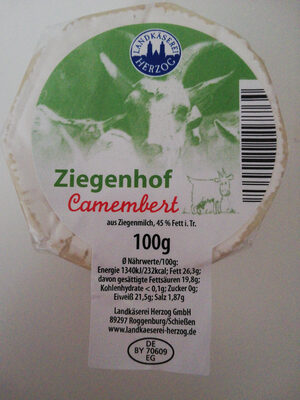 LANDKÄSEREI
HERZOG
Ziegenhof
Camembert
aus Ziegenmilch, 45 % Fett i. Tr.
100g
Ø Nährwerte/100g:
Energie 1340kJ/232kcal; Fett 26,3g;
davon gesättigte Fettsäuren 19,8g;
Kohlenhydrate < 0,1g; Zucker 0g;
Eiweiß 21,5g; Salz 1,87g
Landkäserei Herzog GmbH
89297 Roggenburg/Schießen
www.landkaeserei-herzog.de
DE
BY 70609
EG